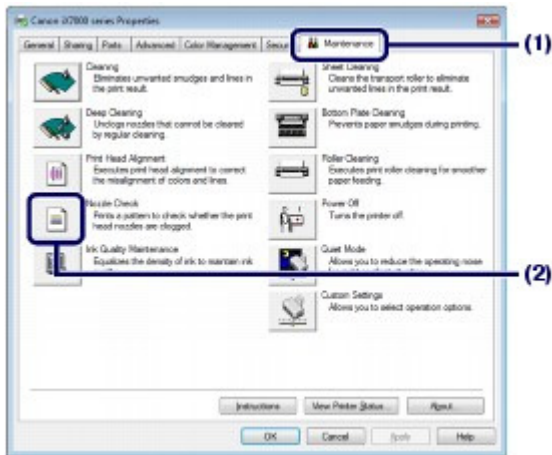 Canon iX7000 series Properties
General Sharing Ports Advanced Color Management Securi Maintenance
(1)
Cleaning
Eliminates unwanted smudges and lines in
the print result.
Deep Cleaning
Unclogs nozzles that cannot be cleared
by regular cleaning.
Print Head Alignment
Executes print head alignment to correct
the misalignment of colors and lines.
Nozzle Check
Prints a pattern to check whether the print
head nozzles are clogged.
Ink Quality Maintenance
Equalizes the density of ink to maintain ink
Sheet Cleaning
Cleans the transport roller to eliminate
unwanted lines in the print result.
Bottom Plate Cleaning
Prevents paper smudges during printing.
Roller Cleaning
Executes print roller cleaning for smoother
paper feeding.
Power Off
Turns the printer off.
Quiet Mode
Allows you to reduce the operating noise
(2)
Custom Settings
Allows you to select operation options.
Instructions View Printer Status... About...
OK Cancel Apply Help